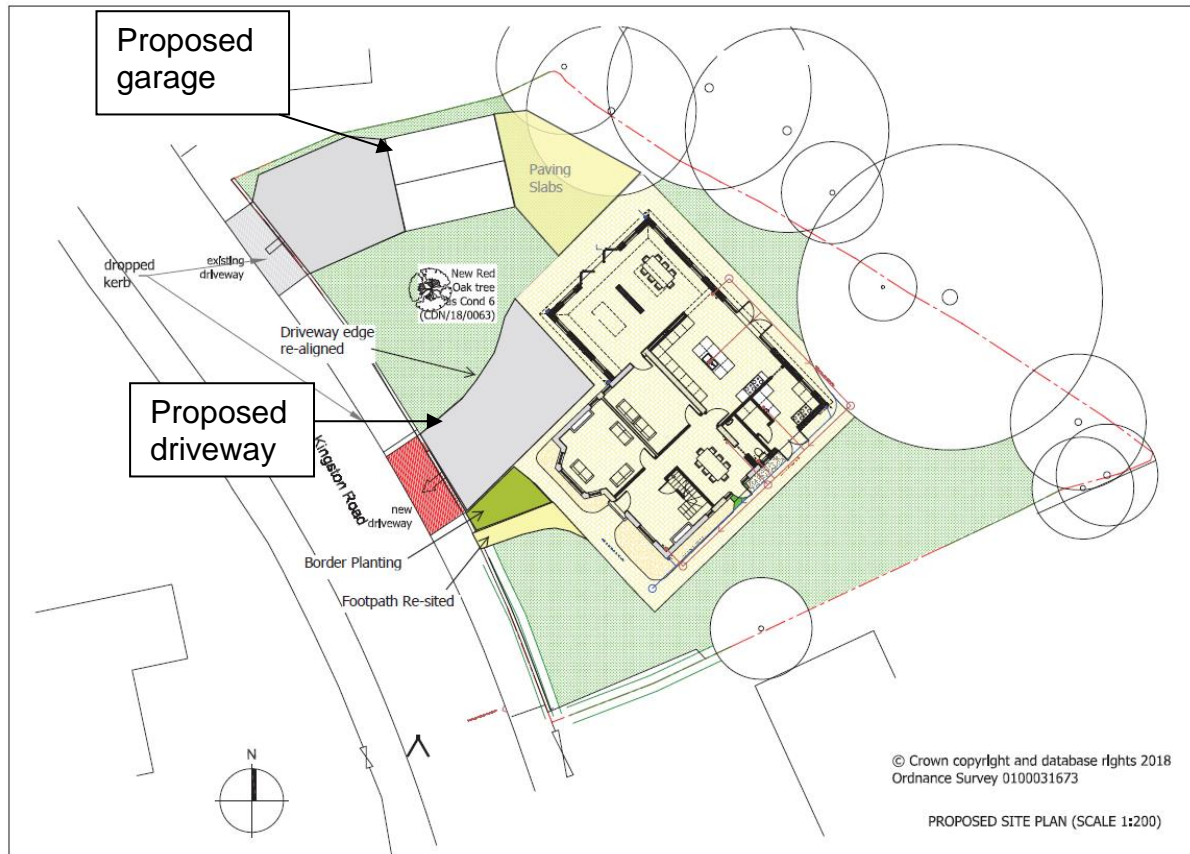 Proposed
garage
Paving
Slabs
dropped
kerb
existing
driveway
New Red
Oak tree
as Cond 6
(CDN/18/0063)
Driveway edge
re-aligned
Proposed
driveway
Kingston Road
new
driveway
Border Planting
Footpath Re-sited
N
© Crown copyright and database rights 2018
Ordnance Survey 0100031673
PROPOSED SITE PLAN (SCALE 1:200)